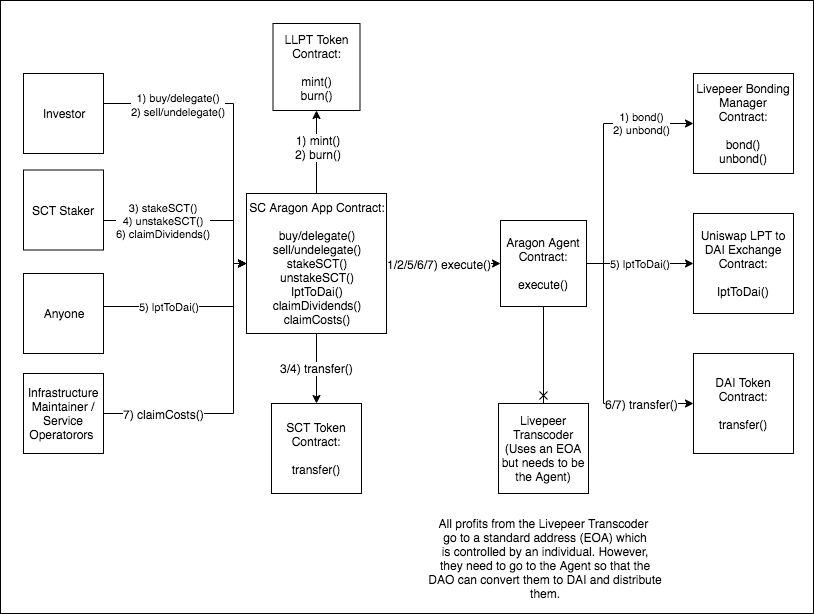 LLPT Token
Contract:
mint()
burn()
Investor
1) buy/delegate()
2) sell/undelegate()
1) mint()
2) burn()
1) bond()
2) unbond()
Livepeer Bonding
Manager
Contract:
bond()
unbond()
SCT Staker
3) stakeSCT()
4) unstakeSCT()
6) claimDividends()
SC Aragon App Contract:
buy/delegate()
sell/undelegate()
stakeSCT()
unstakeSCT()
lptToDai()
claimDividends()
claimCosts()
1/2/5/6/7) execute()
Aragon Agent
Contract:
execute()
5) lptToDai()
Uniswap LPT to
DAI Exchange
Contract:
lptToDai()
Anyone
5) lptToDai()
3/4) transfer()
Infrastructure
Maintainer /
Service
Operatorors
7) claimCosts()
SCT Token
Contract:
transfer()
Livepeer
Transcoder
(Uses an EOA
but needs to be
the Agent)
6/7) transfer()
DAI Token
Contract:
transfer()
All profits from the Livepeer Transcoder
go to a standard address (EOA) which
is controlled by an individual. However,
they need to go to the Agent so that the
DAO can convert them to DAI and distribute
them.